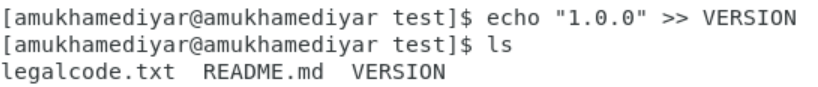 [amukhamediyar@amukhamediyar test]$ echo "1.0.0" >> VERSION
[amukhamediyar@amukhamediyar test]$ ls
legalcode.txt  README.md  VERSION